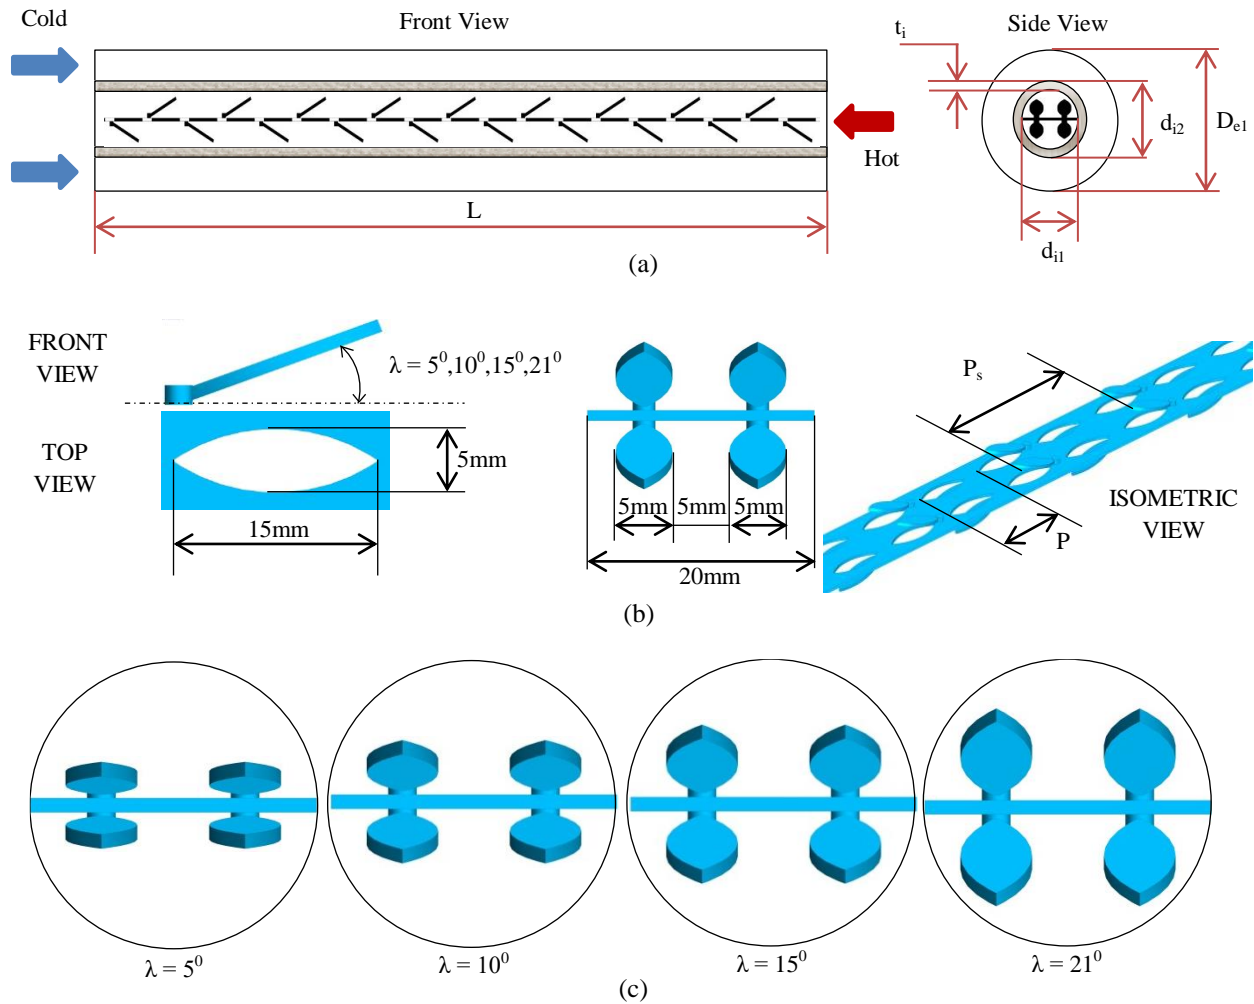 Cold
Front View
Side View
t_i
d_i2
D_e1
Hot
L
d_i1
(a)
FRONT
VIEW
λ = 5⁰,10⁰,15⁰,21⁰
TOP
VIEW
5mm
15mm
5mm 5mm 5mm
20mm
P_s
P
ISOMETRIC
VIEW
(b)
λ = 5⁰
λ = 10⁰
λ = 15⁰
λ = 21⁰
(c)